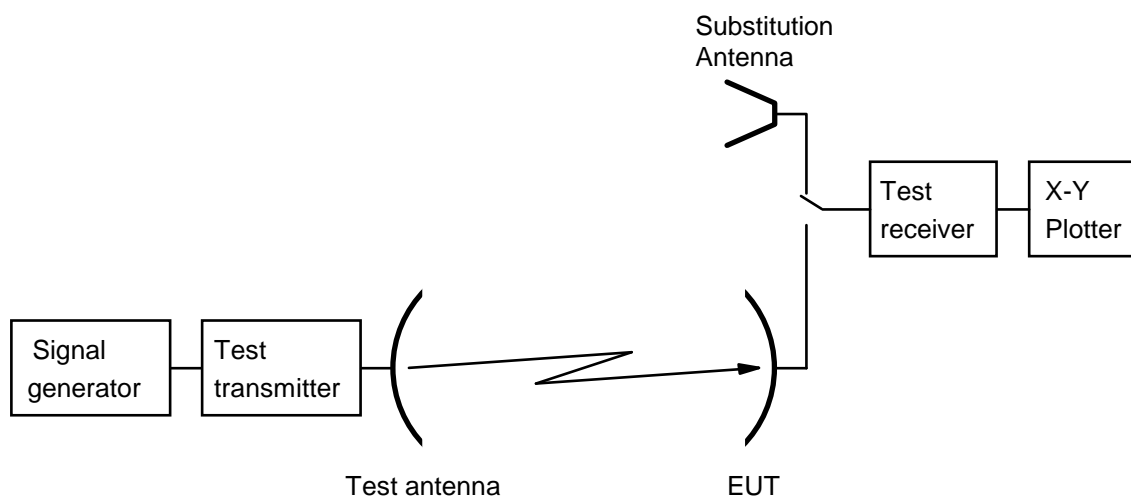 Substitution
Antenna
Test
receiver
X-Y
Plotter
Signal
generator
Test
transmitter
Test antenna
EUT